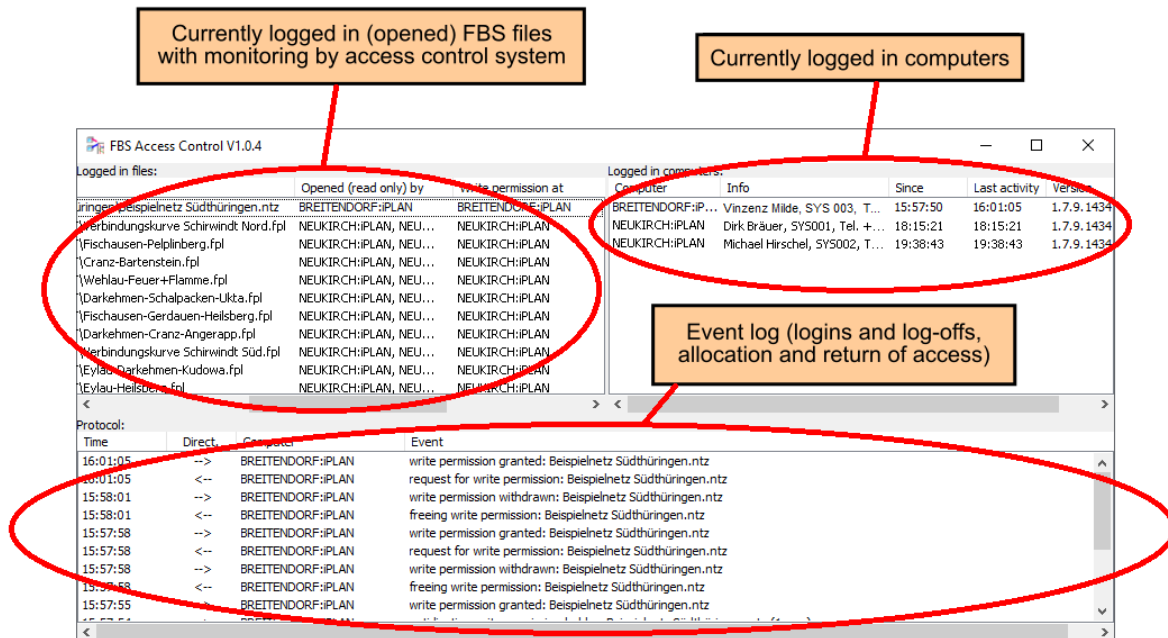 Currently logged in (opened) FBS files
with monitoring by access control system
Currently logged in computers
FBS Access Control V1.0.4
Logged in files:
Opened (read only) by Write permission at
üringen\Beispielnetz Südthüringen.ntz BREITENDORF:iPLAN BREITENDORF:iPLAN
\Verbindungskurve Schirwindt Nord.fpl NEUKIRCH:iPLAN, NEU... NEUKIRCH:iPLAN
\Fischausen-Pelplinberg.fpl NEUKIRCH:iPLAN, NEU... NEUKIRCH:iPLAN
\Cranz-Bartenstein.fpl NEUKIRCH:iPLAN, NEU... NEUKIRCH:iPLAN
\Wehlau-Feuer+Flamme.fpl NEUKIRCH:iPLAN, NEU... NEUKIRCH:iPLAN
\Darkehmen-Schalpacken-Ukta.fpl NEUKIRCH:iPLAN, NEU... NEUKIRCH:iPLAN
\Fischausen-Gerdauen-Heilsberg.fpl NEUKIRCH:iPLAN, NEU... NEUKIRCH:iPLAN
\Darkehmen-Cranz-Angerapp.fpl NEUKIRCH:iPLAN, NEU... NEUKIRCH:iPLAN
\Verbindungskurve Schirwindt Süd.fpl NEUKIRCH:iPLAN, NEU... NEUKIRCH:iPLAN
\Eylau-Darkehmen-Kudowa.fpl NEUKIRCH:iPLAN, NEU... NEUKIRCH:iPLAN
\Eylau-Heilsberg.fpl NEUKIRCH:iPLAN, NEU... NEUKIRCH:iPLAN
Logged in computers:
Computer Info Since Last activity Version
BREITENDORF:iP... Vinzenz Milde, SYS 003, T... 15:57:50 16:01:05 1.7.9.1434
NEUKIRCH:iPLAN Dirk Bräuer, SYS001, Tel. +... 18:15:21 18:15:21 1.7.9.1434
NEUKIRCH:iPLAN Michael Hirschel, SYS002, T... 19:38:43 19:38:43 1.7.9.1434
Event log (logins and log-offs,
allocation and return of access)
Protocol:
Time Direct. Computer Event
16:01:05 --> BREITENDORF:iPLAN write permission granted: Beispielnetz Südthüringen.ntz
16:01:05 <-- BREITENDORF:iPLAN request for write permission: Beispielnetz Südthüringen.ntz
15:58:01 --> BREITENDORF:iPLAN write permission withdrawn: Beispielnetz Südthüringen.ntz
15:58:01 <-- BREITENDORF:iPLAN freeing write permission: Beispielnetz Südthüringen.ntz
15:57:58 --> BREITENDORF:iPLAN write permission granted: Beispielnetz Südthüringen.ntz
15:57:58 <-- BREITENDORF:iPLAN request for write permission: Beispielnetz Südthüringen.ntz
15:57:58 --> BREITENDORF:iPLAN write permission withdrawn: Beispielnetz Südthüringen.ntz
15:57:58 <-- BREITENDORF:iPLAN freeing write permission: Beispielnetz Südthüringen.ntz
15:57:55 --> BREITENDORF:iPLAN write permission granted: Beispielnetz Südthüringen.ntz